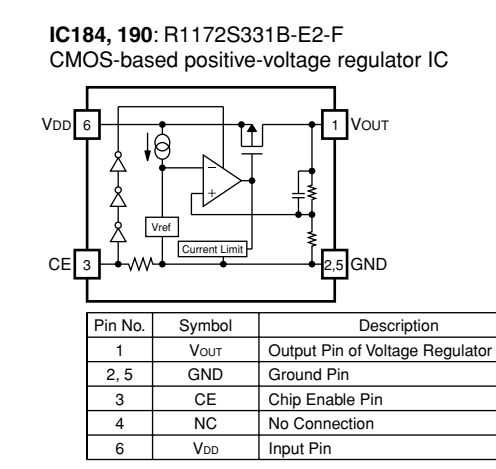 IC184, 190: R1172S331B-E2-F
CMOS-based positive-voltage regulator IC
VDD 6
1 VOUT
−
+
Vref
Current Limit
CE 3
2,5 GND
Pin No. Symbol Description
1 VOUT Output Pin of Voltage Regulator
2, 5 GND Ground Pin
3 CE Chip Enable Pin
4 NC No Connection
6 VDD Input Pin